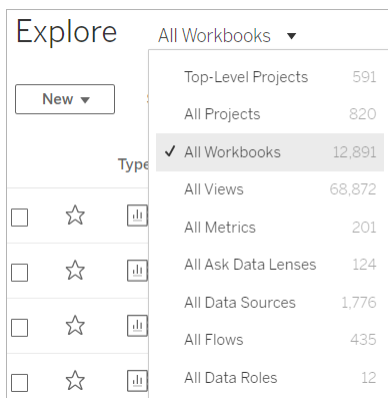 Explore All Workbooks
Top-Level Projects 591
New
All Projects 820
All Workbooks 12,891
Type
All Views 68,872
All Metrics 201
All Ask Data Lenses 124
All Data Sources 1,776
All Flows 435
All Data Roles 12